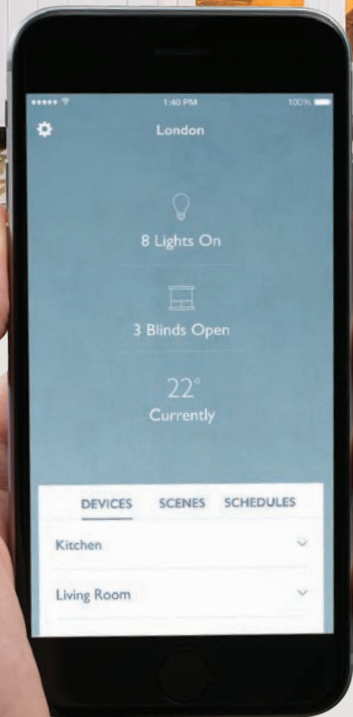 1:40 PM
100%
London
8 Lights On
3 Blinds Open
22°
Currently
DEVICES SCENES SCHEDULES
Kitchen
Living Room